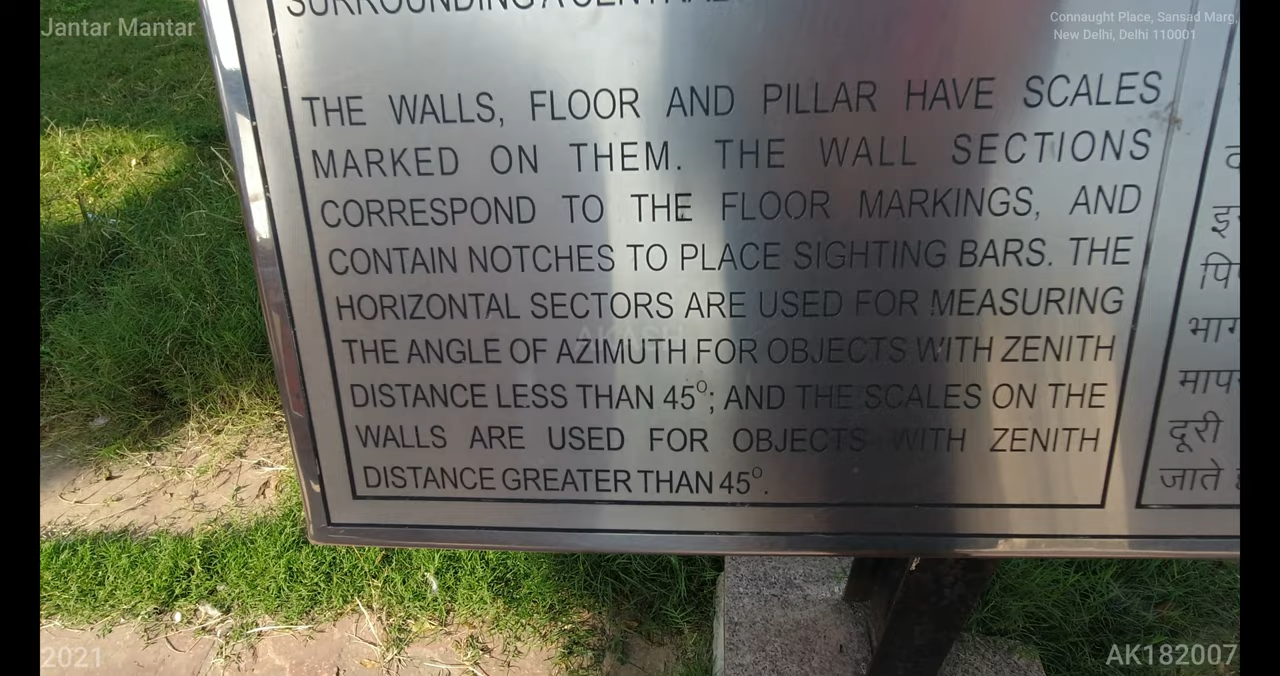 Jantar Mantar
Connaught Place, Sansad Marg,
New Delhi, Delhi 110001
SURROUNDING A CENTRAL
THE WALLS, FLOOR AND PILLAR HAVE SCALES
MARKED ON THEM. THE WALL SECTIONS
CORRESPOND TO THE FLOOR MARKINGS, AND
CONTAIN NOTCHES TO PLACE SIGHTING BARS. THE
HORIZONTAL SECTORS ARE USED FOR MEASURING
THE ANGLE OF AZIMUTH FOR OBJECTS WITH ZENITH
DISTANCE LESS THAN 45°; AND THE SCALES ON THE
WALLS ARE USED FOR OBJECTS WITH ZENITH
DISTANCE GREATER THAN 45°.
AKASH
दूरी
जाते
2021
AK182007